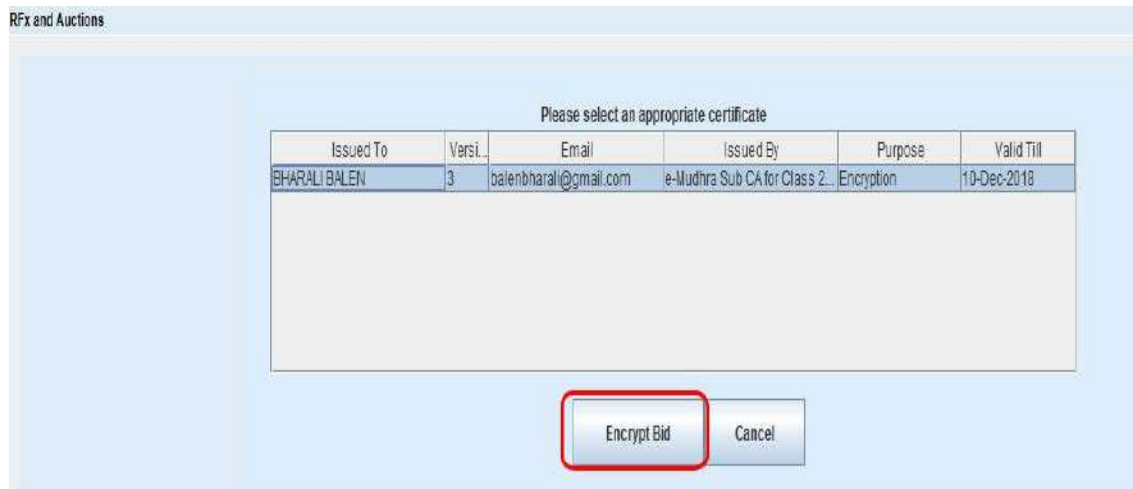 RFx and Auctions
Please select an appropriate certificate
Issued To Versi... Email Issued By Purpose Valid Till
BHARALI BALEN 3 balenbharali@gmail.com e-Mudhra Sub CA for Class 2... Encryption 10-Dec-2018
Encrypt Bid Cancel